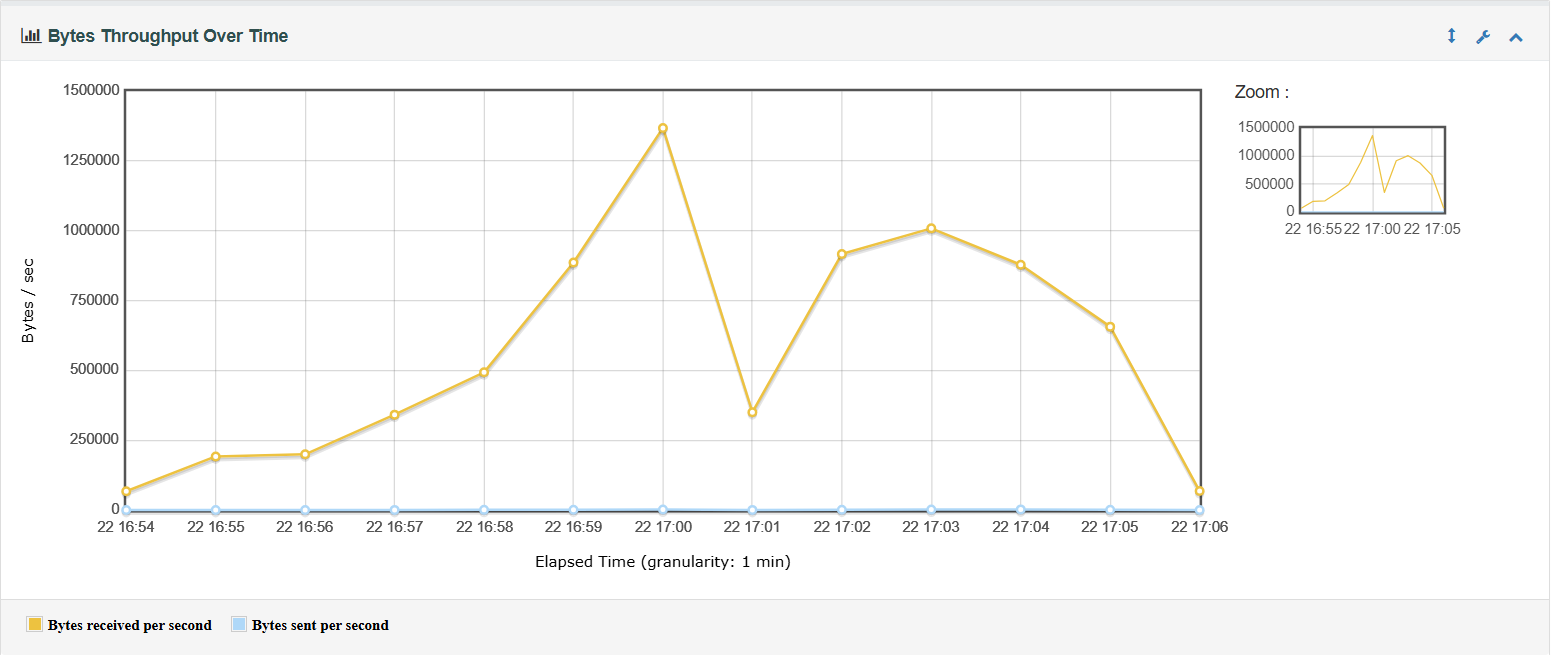 Bytes Throughput Over Time
1500000
1250000
1000000
750000
500000
250000
0
Bytes / sec
22 16:54 22 16:55 22 16:56 22 16:57 22 16:58 22 16:59 22 17:00 22 17:01 22 17:02 22 17:03 22 17:04 22 17:05 22 17:06
Elapsed Time (granularity: 1 min)
Zoom :
1500000
1000000
500000
0
22 16:55 22 17:00 22 17:05
Bytes received per second Bytes sent per second